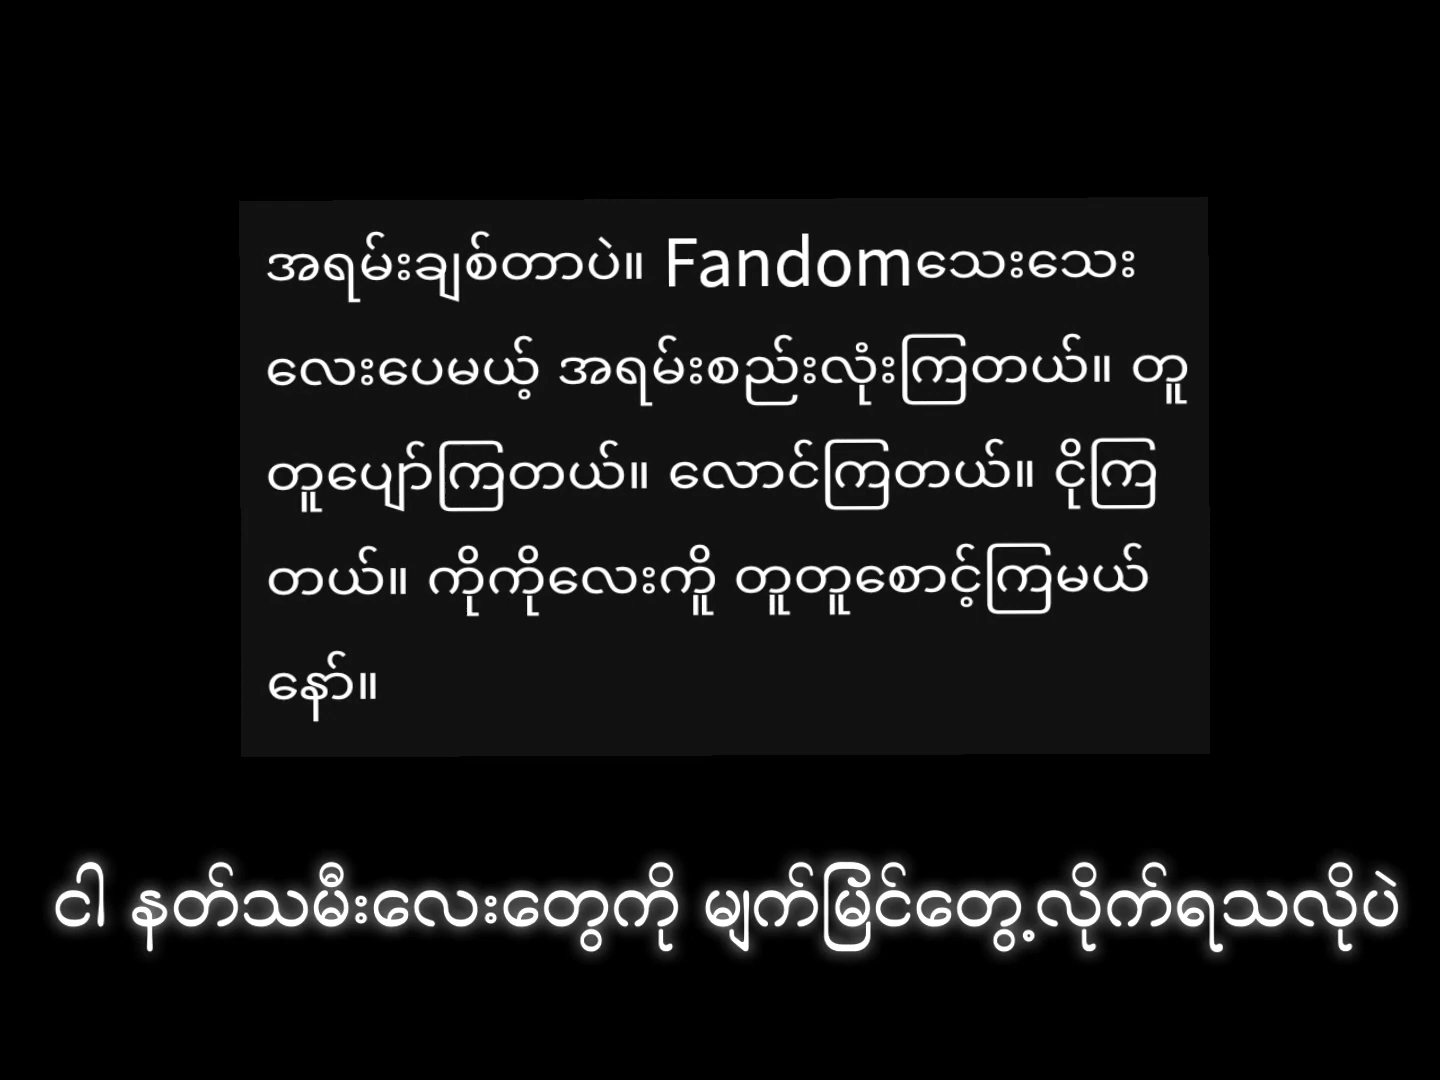 အရမ်းချစ်တာပဲ။ Fandomသေးသေး
လေးပေမယ့် အရမ်းစည်းလုံးကြတယ်။ တူ
တူပျော်ကြတယ်။ လောင်ကြတယ်။ ငိုကြ
တယ်။ ကိုကိုလေးကိူ တူတူစောင့်ကြမယ်
နော်။
ငါ နတ်သမီးလေးတွေကို မျက်မြင်တွေ့လိုက်ရသလိုပဲ